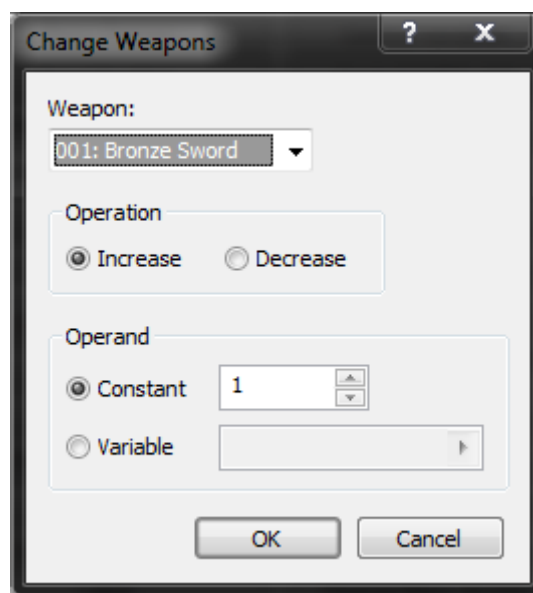 Change Weapons ? x
Weapon:
001: Bronze Sword
Operation
Increase Decrease
Operand
Constant 1
Variable
OK Cancel